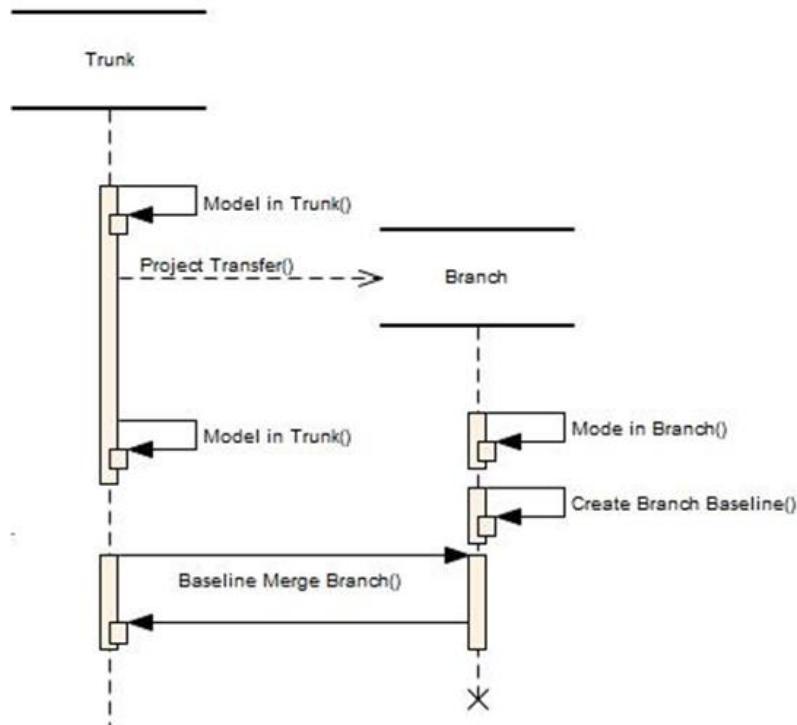 Trunk
Model in Trunk()
Project Transfer()
Branch
Model in Trunk()
Mode in Branch()
Create Branch Baseline()
Baseline Merge Branch()